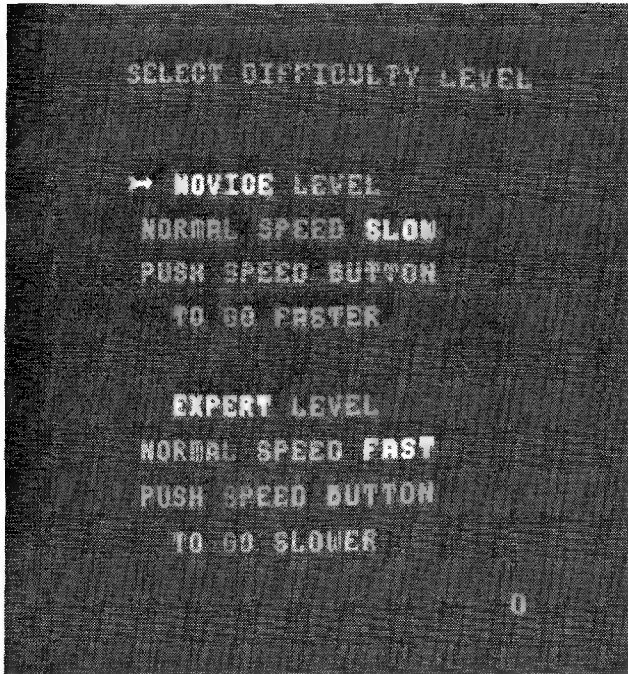 SELECT DIFFICULTY LEVEL
NOVICE LEVEL
NORMAL SPEED SLOW
PUSH SPEED BUTTON
TO GO FASTER
EXPERT LEVEL
NORMAL SPEED FAST
PUSH SPEED BUTTON
TO GO SLOWER
0